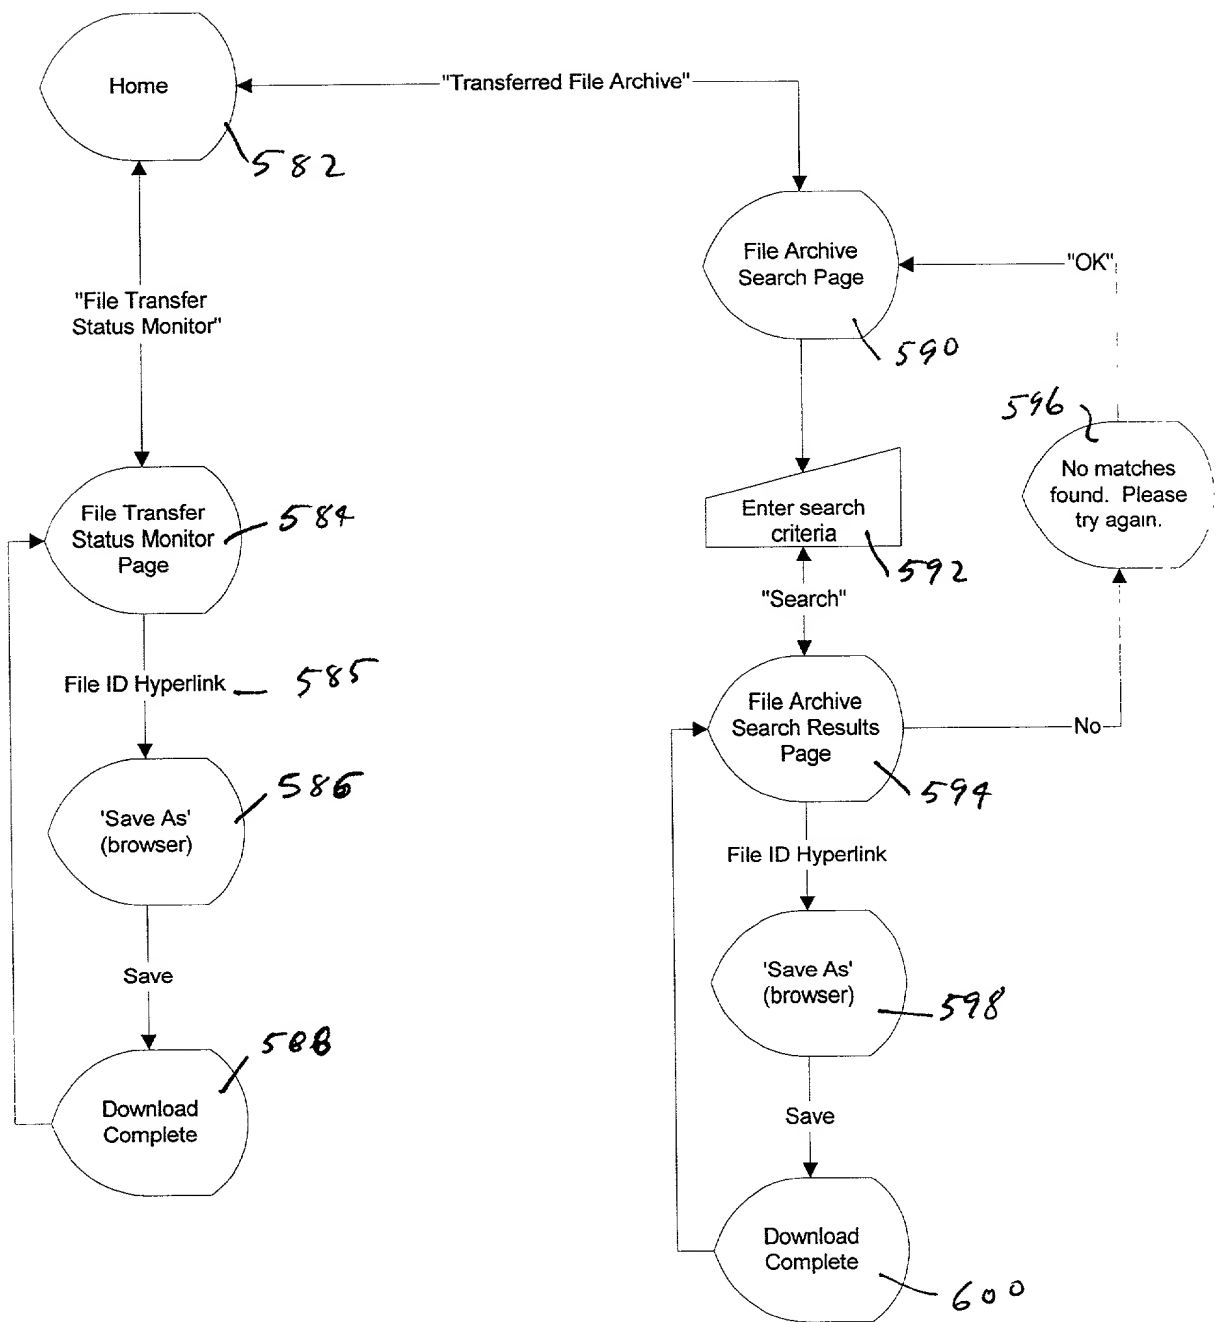 Home
"Transferred File Archive"
582
"File Transfer
Status Monitor"
File Transfer
Status Monitor
Page
584
File ID Hyperlink
585
'Save As'
(browser)
586
Save
588
Download
Complete
File Archive
Search Page
590
"OK"
596
No matches
found. Please
try again.
Enter search
criteria
592
"Search"
File Archive
Search Results
Page
594
No
File ID Hyperlink
'Save As'
(browser)
598
Save
Download
Complete
600